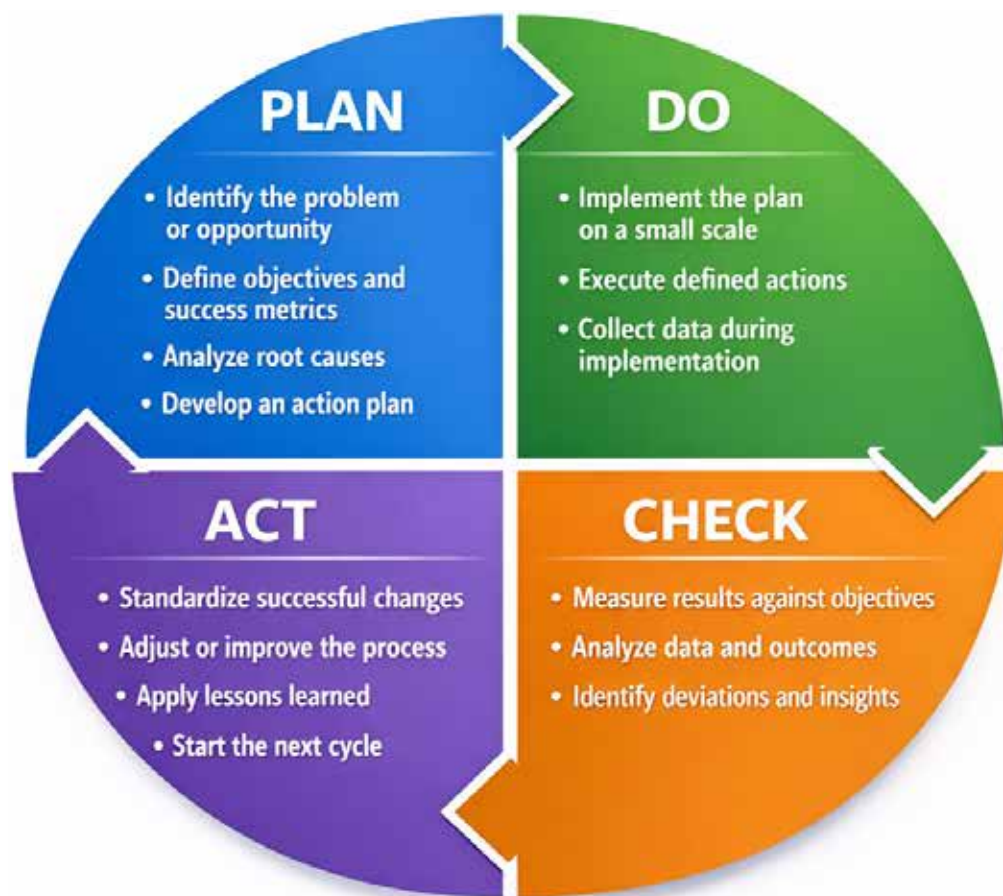 PLAN
• Identify the problem
or opportunity
• Define objectives and
success metrics
• Analyze root causes
• Develop an action plan
DO
• Implement the plan
on a small scale
• Execute defined actions
• Collect data during
implementation
CHECK
• Measure results against objectives
• Analyze data and outcomes
• Identify deviations and insights
ACT
• Standardize successful changes
• Adjust or improve the process
• Apply lessons learned
• Start the next cycle